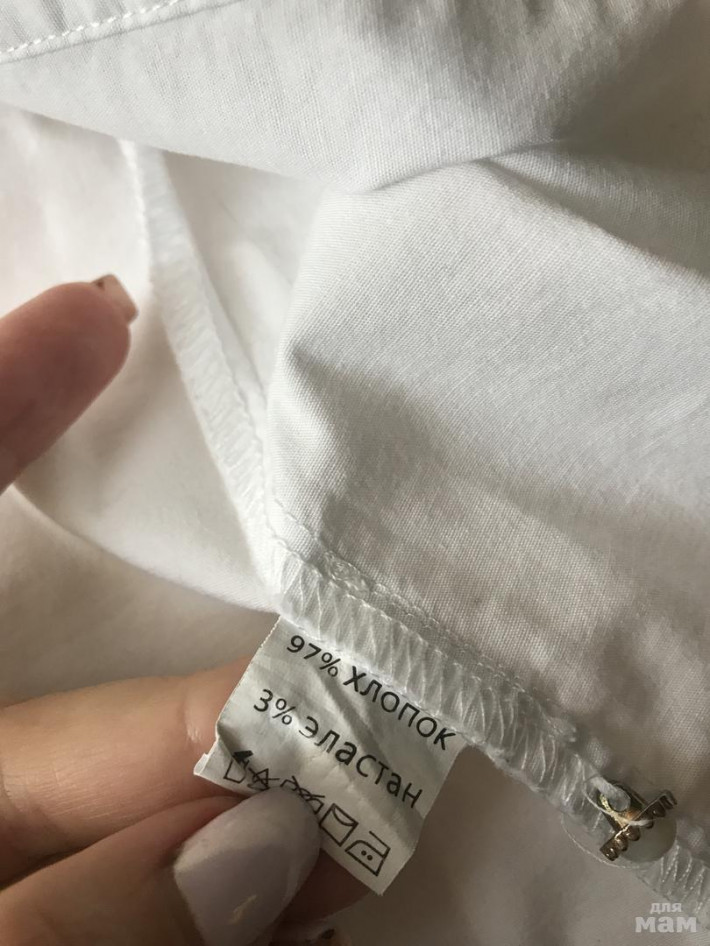 97% хлопок
3% эластан
для
мам